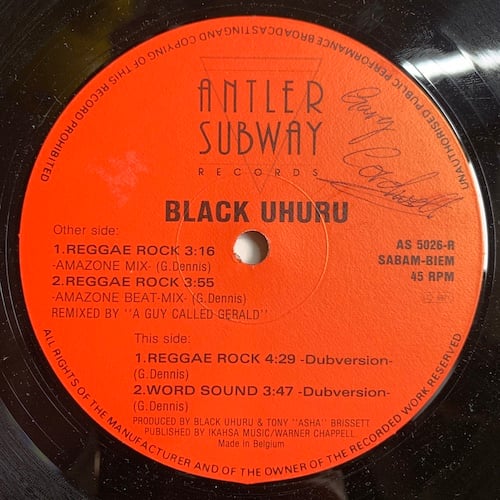 ANTLER
SUBWAY
RECORDS
BLACK UHURU
AS 5026-R
SABAM-BIEM
45 RPM
Other side:
1.REGGAE ROCK 3:16
-AMAZONE MIX- (G.Dennis)
2.REGGAE ROCK 3:55
-AMAZONE BEAT-MIX- (G.Dennis)
REMIXED BY "A GUY CALLED GERALD"
This side:
1.REGGAE ROCK 4:29 -Dubversion-
(G.Dennis)
2.WORD SOUND 3:47 -Dubversion-
(G.Dennis)
PRODUCED BY BLACK UHURU & TONY "ASHA" BRISSETT
PUBLISHED BY IKAHSA MUSIC/WARNER CHAPPELL
Made in Belgium
ALL RIGHTS OF THE MANUFACTURER AND OF THE OWNER OF THE RECORDED WORK RESERVED
UNAUTHORISED PUBLIC PERFORMANCE BROADCASTING AND COPYING OF THIS RECORD PROHIBITED